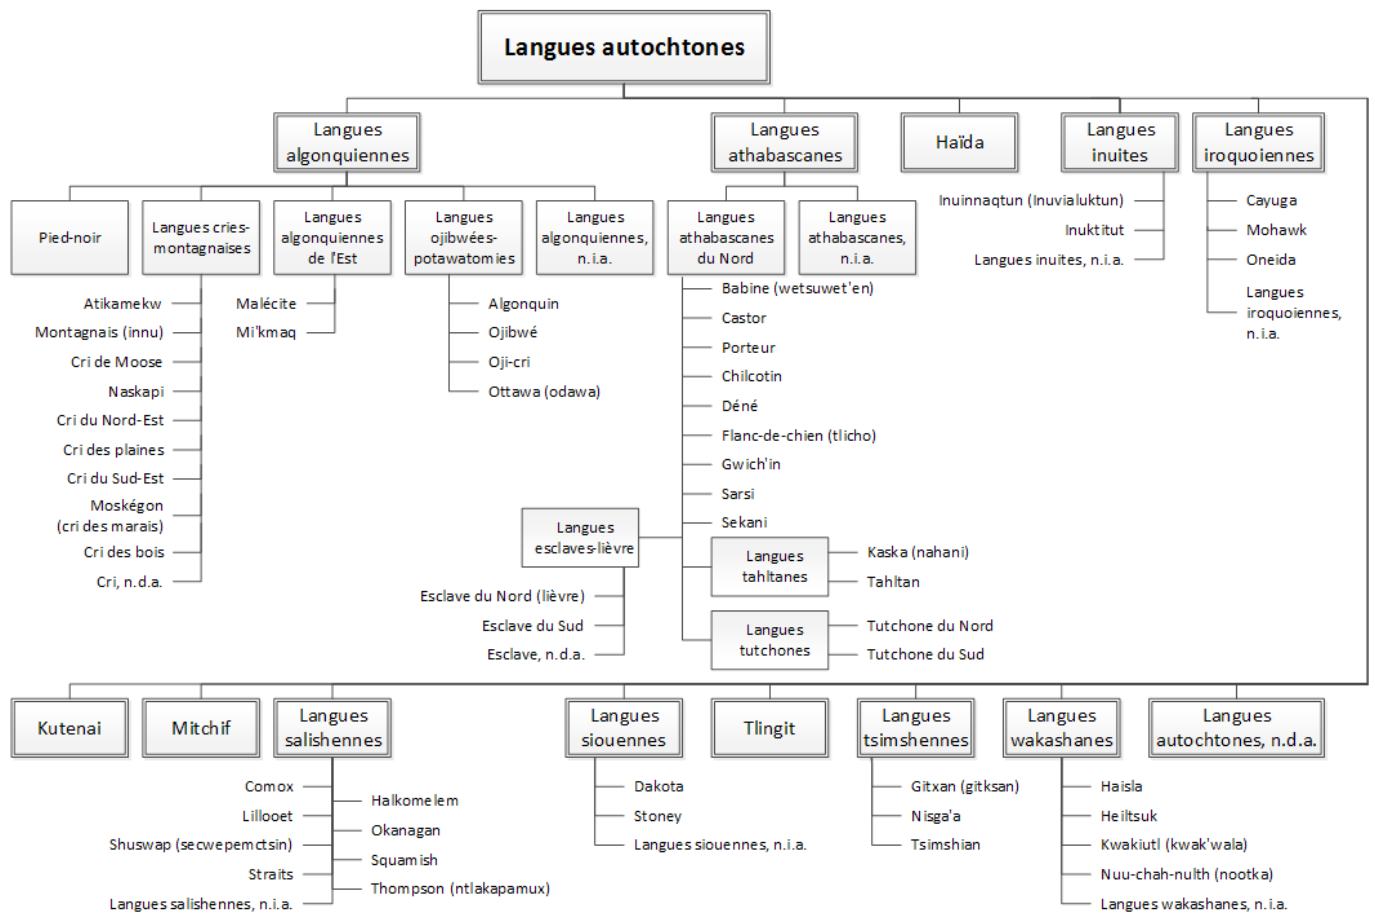 Langues autochtones
Langues
algonquiennes
Langues
athabascanes
Haïda
Langues
inuites
Langues
iroquoiennes
Pied-noir
Langues cries-
montagnaises
Langues
algonquiennes
de l'Est
Langues
ojibwées-
potawatomies
Langues
algonquiennes,
n.i.a.
Langues
athabascanes
du Nord
Langues
athabascanes,
n.i.a.
Inuinnaqtun (Inuvialuktun)
Inuktitut
Langues inuites, n.i.a.
Cayuga
Mohawk
Oneida
Langues
iroquoiennes,
n.i.a.
Atikamekw
Montagnais (innu)
Cri de Moose
Naskapi
Cri du Nord-Est
Cri des plaines
Cri du Sud-Est
Moskégon
(cri des marais)
Cri des bois
Cri, n.d.a.
Malécite
Mi'kmaq
Algonquin
Ojibwé
Oji-cri
Ottawa (odawa)
Babine (wetsuwet'en)
Castor
Porteur
Chilcotin
Déné
Flanc-de-chien (tlicho)
Gwich'in
Sarsi
Sekani
Langues
esclaves-lièvre
Esclave du Nord (lièvre)
Esclave du Sud
Esclave, n.d.a.
Langues
tahltanes
Kaska (nahani)
Tahltan
Langues
tutchones
Tutchone du Nord
Tutchone du Sud
Kutenai
Mitchif
Langues
salishennes
Langues
siouennes
Tlingit
Langues
tsimshennes
Langues
wakashanes
Langues
autochtones, n.d.a.
Comox
Lillooet
Shuswap (secwepemctsin)
Straits
Langues salishennes, n.i.a.
Halkomelem
Okanagan
Squamish
Thompson (ntlakapamux)
Dakota
Stoney
Langues siouennes, n.i.a.
Gitxan (gitksan)
Nisga'a
Tsimshian
Haisla
Heiltsuk
Kwakiutl (kwak'wala)
Nuu-chah-nulth (nootka)
Langues wakashanes, n.i.a.